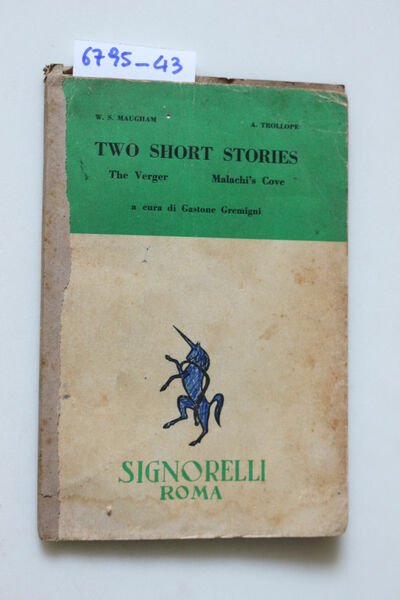 6795-43
W. S. MAUGHAM A. TROLLOPE
TWO SHORT STORIES
The Verger Malachi's Cove
a cura di Gastone Gremigni
SIGNORELLI
ROMA